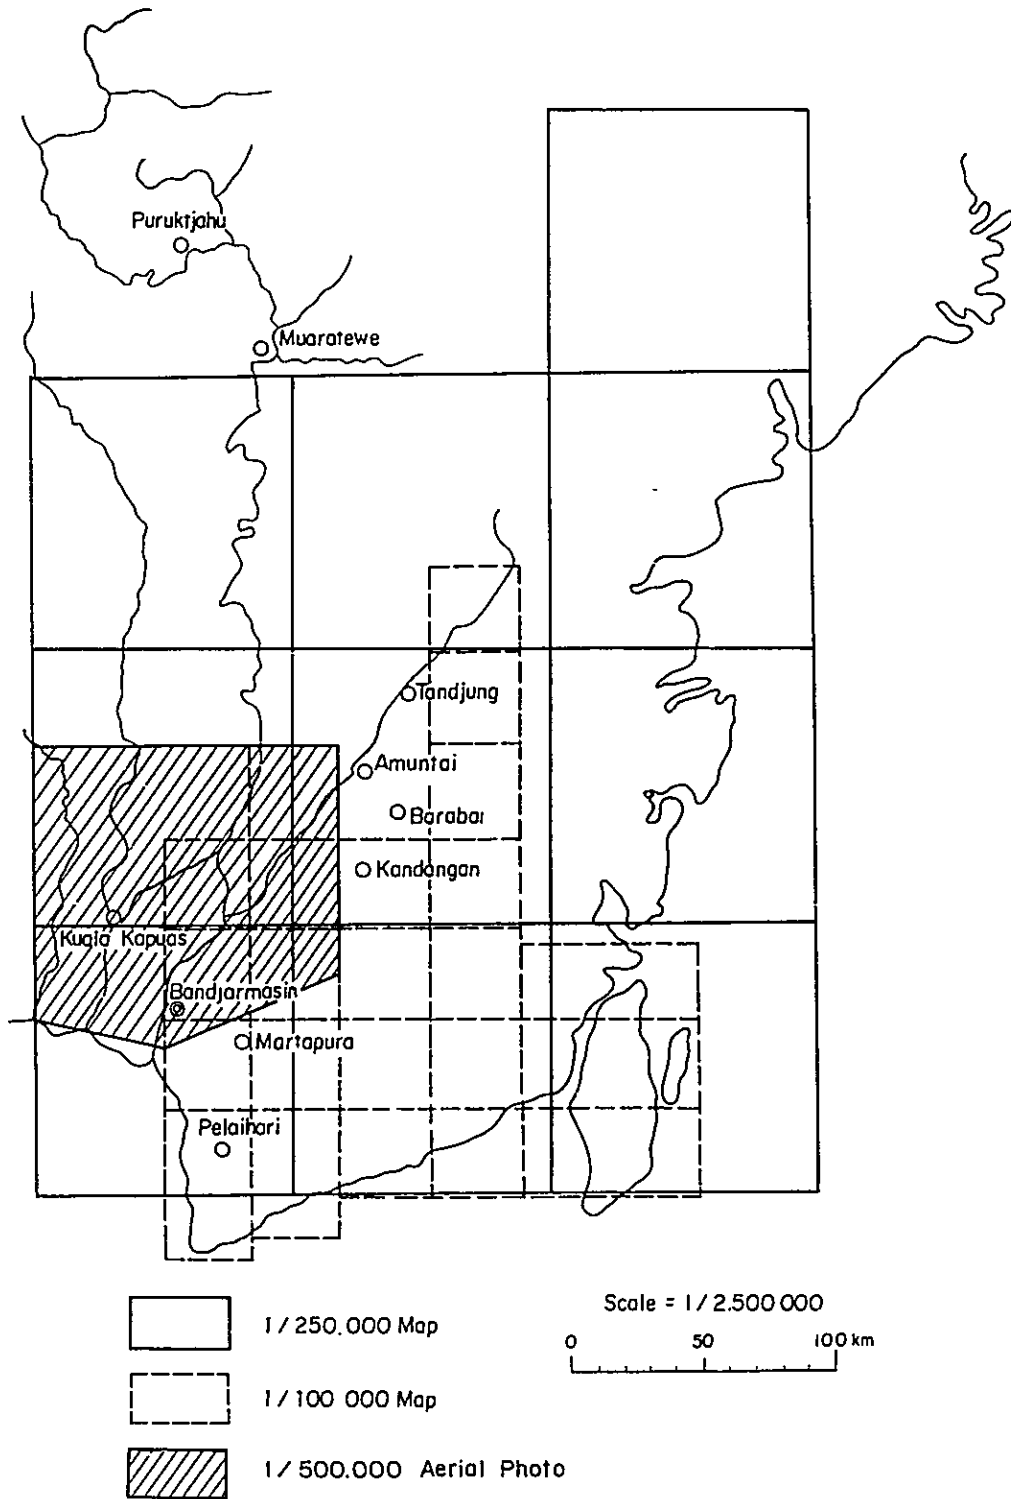 Puruktjahu
Muaratewe
Tandjung
Amuntai
Barabai
Kandangan
Kuala Kapuas
Bandjarmasin
Martapura
Pelaihari
1/250.000 Map
1/100 000 Map
1/500.000 Aerial Photo
Scale = 1/2.500 000
0 50 100 km